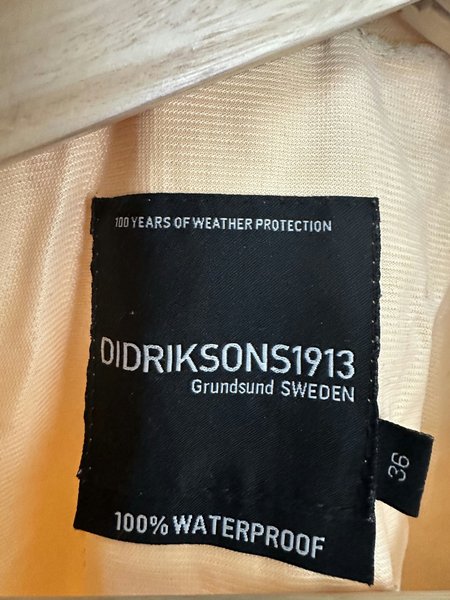 100 YEARS OF WEATHER PROTECTION
DIDRIKSONS1913
Grundsund SWEDEN
36
100% WATERPROOF